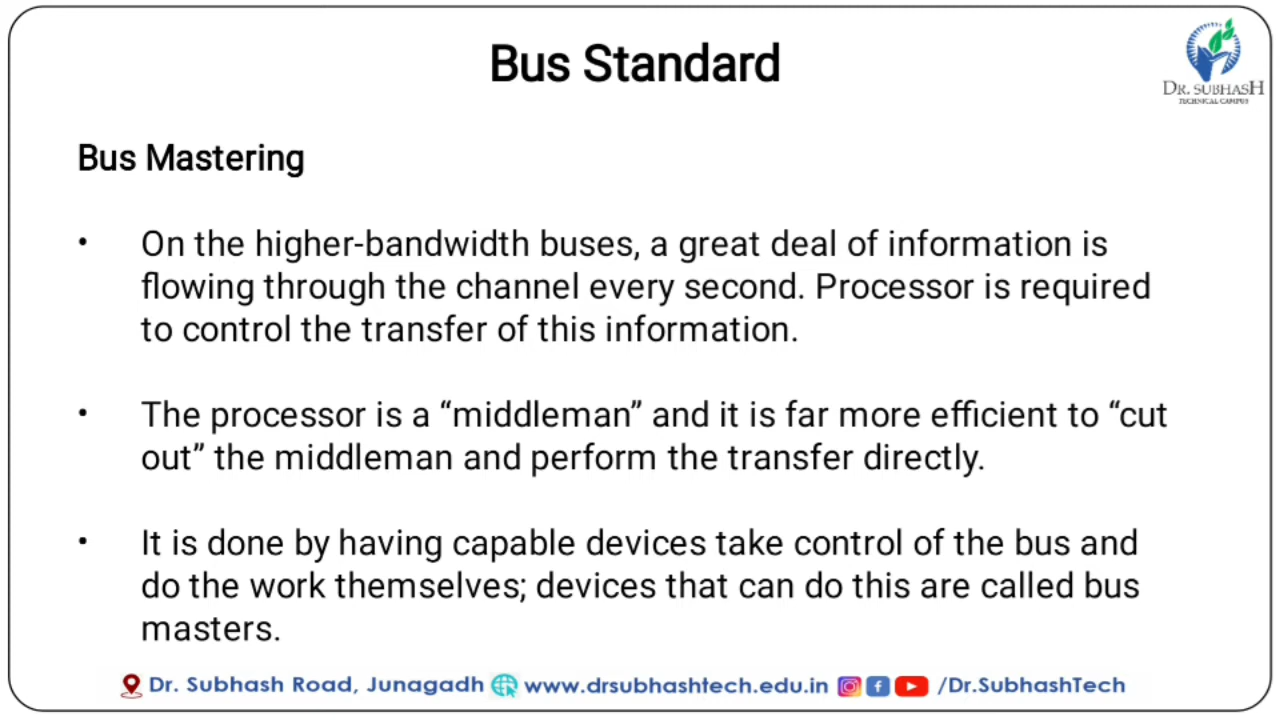 Bus Standard
DR. SUBHASH
TECHNICAL CAMPUS
Bus Mastering
• On the higher-bandwidth buses, a great deal of information is
flowing through the channel every second. Processor is required
to control the transfer of this information.
• The processor is a “middleman” and it is far more efficient to “cut
out” the middleman and perform the transfer directly.
• It is done by having capable devices take control of the bus and
do the work themselves; devices that can do this are called bus
masters.
Dr. Subhash Road, Junagadh www.drsubhashtech.edu.in /Dr.SubhashTech